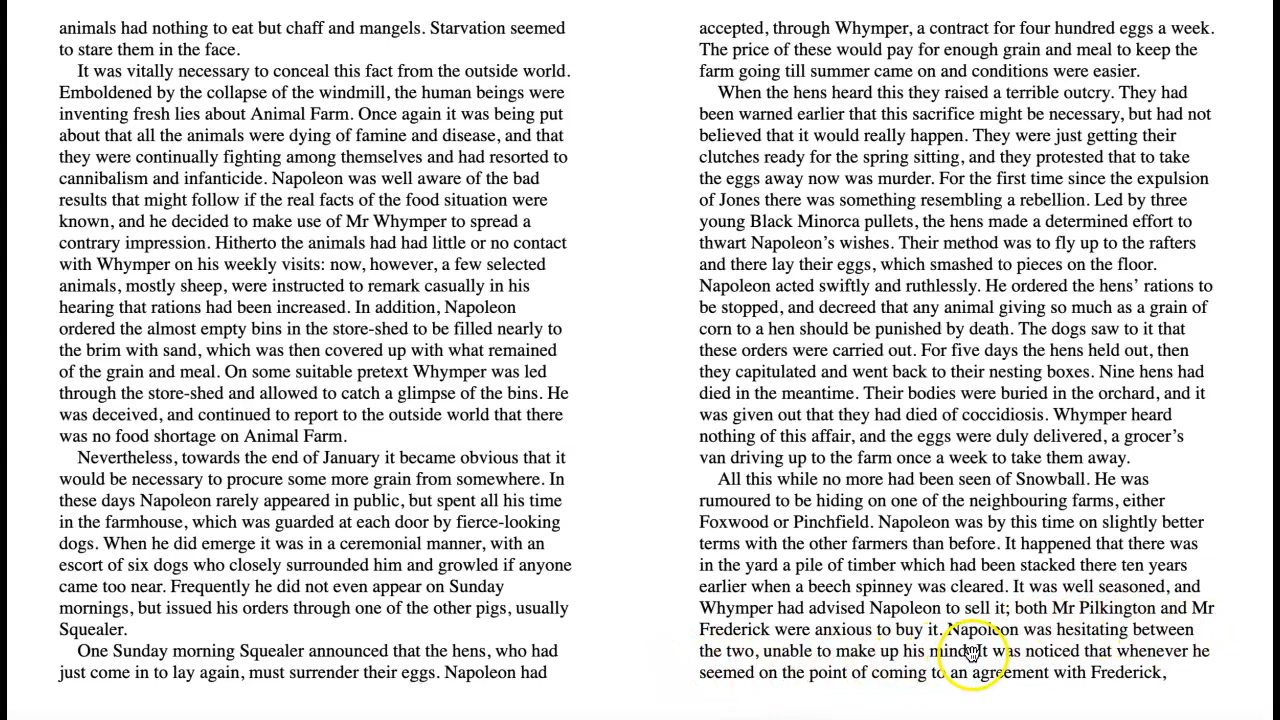 animals had nothing to eat but chaff and mangels. Starvation seemed
to stare them in the face.
It was vitally necessary to conceal this fact from the outside world.
Emboldened by the collapse of the windmill, the human beings were
inventing fresh lies about Animal Farm. Once again it was being put
about that all the animals were dying of famine and disease, and that
they were continually fighting among themselves and had resorted to
cannibalism and infanticide. Napoleon was well aware of the bad
results that might follow if the real facts of the food situation were
known, and he decided to make use of Mr Whymper to spread a
contrary impression. Hitherto the animals had had little or no contact
with Whymper on his weekly visits: now, however, a few selected
animals, mostly sheep, were instructed to remark casually in his
hearing that rations had been increased. In addition, Napoleon
ordered the almost empty bins in the store-shed to be filled nearly to
the brim with sand, which was then covered up with what remained
of the grain and meal. On some suitable pretext Whymper was led
through the store-shed and allowed to catch a glimpse of the bins. He
was deceived, and continued to report to the outside world that there
was no food shortage on Animal Farm.
Nevertheless, towards the end of January it became obvious that it
would be necessary to procure some more grain from somewhere. In
these days Napoleon rarely appeared in public, but spent all his time
in the farmhouse, which was guarded at each door by fierce-looking
dogs. When he did emerge it was in a ceremonial manner, with an
escort of six dogs who closely surrounded him and growled if anyone
came too near. Frequently he did not even appear on Sunday
mornings, but issued his orders through one of the other pigs, usually
Squealer.
One Sunday morning Squealer announced that the hens, who had
just come in to lay again, must surrender their eggs. Napoleon had
accepted, through Whymper, a contract for four hundred eggs a week.
The price of these would pay for enough grain and meal to keep the
farm going till summer came on and conditions were easier.
When the hens heard this they raised a terrible outcry. They had
been warned earlier that this sacrifice might be necessary, but had not
believed that it would really happen. They were just getting their
clutches ready for the spring sitting, and they protested that to take
the eggs away now was murder. For the first time since the expulsion
of Jones there was something resembling a rebellion. Led by three
young Black Minorca pullets, the hens made a determined effort to
thwart Napoleon’s wishes. Their method was to fly up to the rafters
and there lay their eggs, which smashed to pieces on the floor.
Napoleon acted swiftly and ruthlessly. He ordered the hens’ rations to
be stopped, and decreed that any animal giving so much as a grain of
corn to a hen should be punished by death. The dogs saw to it that
these orders were carried out. For five days the hens held out, then
they capitulated and went back to their nesting boxes. Nine hens had
died in the meantime. Their bodies were buried in the orchard, and it
was given out that they had died of coccidiosis. Whymper heard
nothing of this affair, and the eggs were duly delivered, a grocer’s
van driving up to the farm once a week to take them away.
All this while no more had been seen of Snowball. He was
rumoured to be hiding on one of the neighbouring farms, either
Foxwood or Pinchfield. Napoleon was by this time on slightly better
terms with the other farmers than before. It happened that there was
in the yard a pile of timber which had been stacked there ten years
earlier when a beech spinney was cleared. It was well seasoned, and
Whymper had advised Napoleon to sell it; both Mr Pilkington and Mr
Frederick were anxious to buy it. Napoleon was hesitating between
the two, unable to make up his mind. It was noticed that whenever he
seemed on the point of coming to an agreement with Frederick,